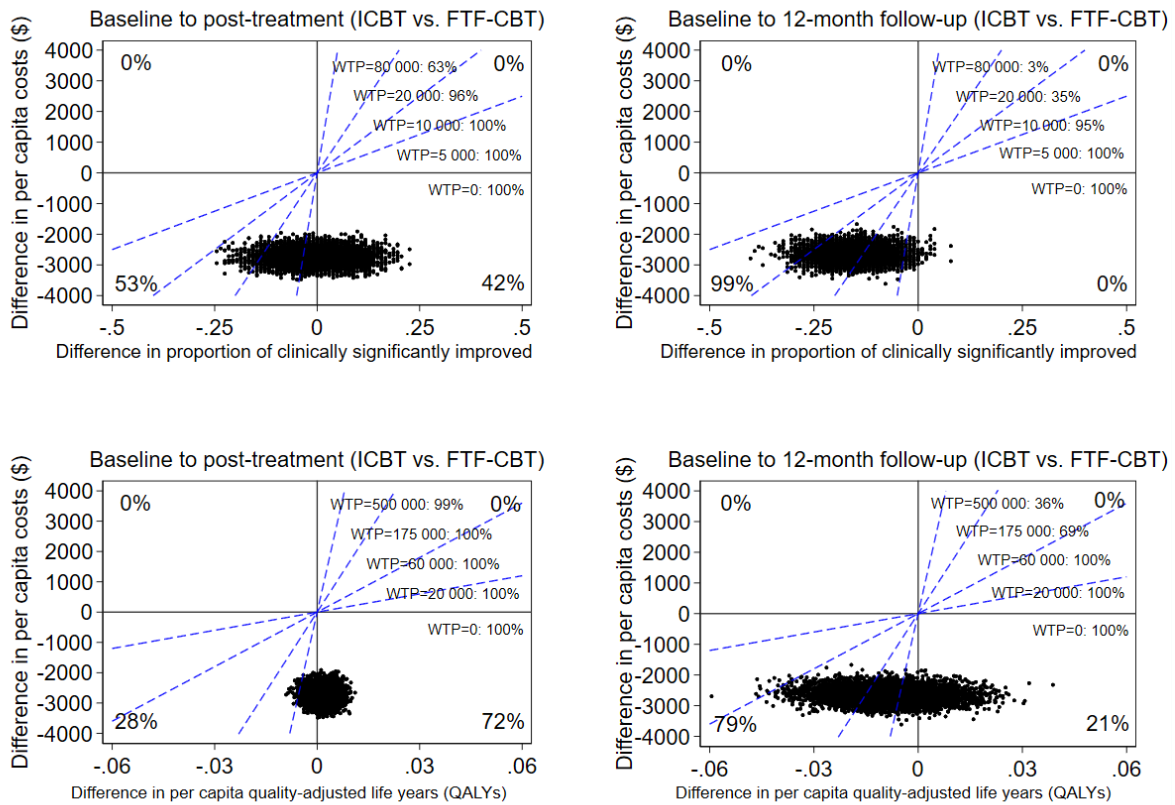 Baseline to post-treatment (ICBT vs. FTF-CBT)
Difference in per capita costs ($)
4000
3000
2000
1000
0
-1000
-2000
-3000
-4000
0%
0%
WTP=80 000: 63%
WTP=20 000: 96%
WTP=10 000: 100%
WTP=5 000: 100%
WTP=0: 100%
53%
42%
-.5
-.25
0
.25
.5
Difference in proportion of clinically significantly improved
Baseline to 12-month follow-up (ICBT vs. FTF-CBT)
Difference in per capita costs ($)
4000
3000
2000
1000
0
-1000
-2000
-3000
-4000
0%
0%
WTP=80 000: 3%
WTP=20 000: 35%
WTP=10 000: 95%
WTP=5 000: 100%
WTP=0: 100%
99%
0%
-.5
-.25
0
.25
.5
Difference in proportion of clinically significantly improved
Baseline to post-treatment (ICBT vs. FTF-CBT)
Difference in per capita costs ($)
4000
3000
2000
1000
0
-1000
-2000
-3000
-4000
0%
0%
WTP=500 000: 99%
WTP=175 000: 100%
WTP=60 000: 100%
WTP=20 000: 100%
WTP=0: 100%
28%
72%
-.06
-.03
0
.03
.06
Difference in per capita quality-adjusted life years (QALYs)
Baseline to 12-month follow-up (ICBT vs. FTF-CBT)
Difference in per capita costs ($)
4000
3000
2000
1000
0
-1000
-2000
-3000
-4000
0%
0%
WTP=500 000: 36%
WTP=175 000: 69%
WTP=60 000: 100%
WTP=20 000: 100%
WTP=0: 100%
79%
21%
-.06
-.03
0
.03
.06
Difference in per capita quality-adjusted life years (QALYs)